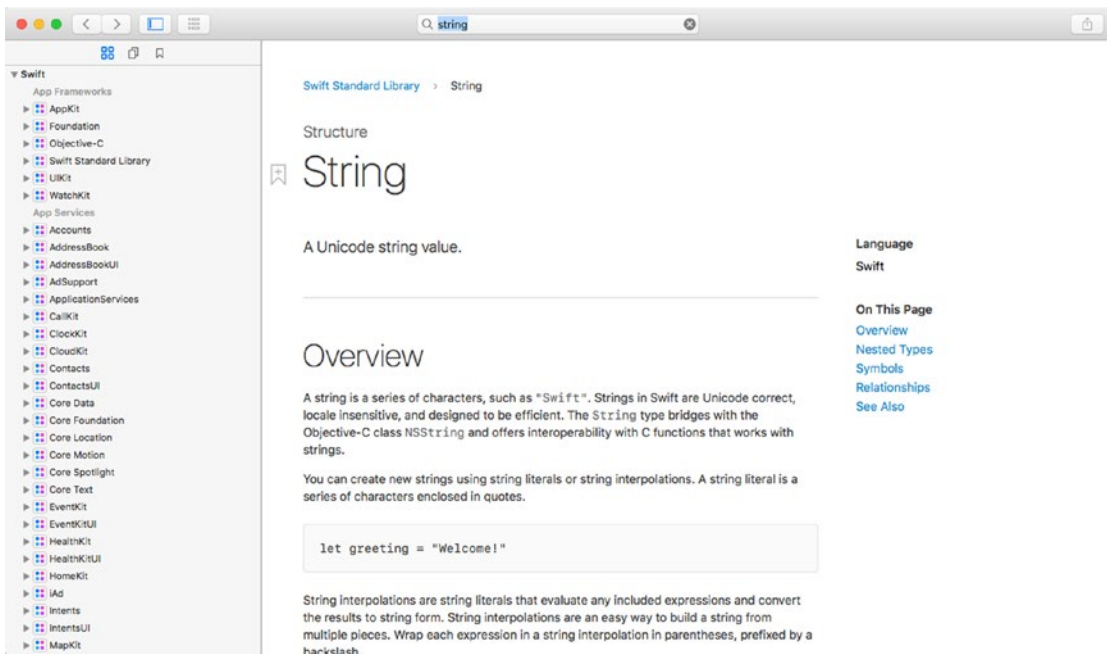 string
Swift
App Frameworks
AppKit
Foundation
Objective-C
Swift Standard Library
UIKit
WatchKit
App Services
Accounts
AddressBook
AddressBookUI
AdSupport
ApplicationServices
CallKit
ClockKit
CloudKit
Contacts
ContactsUI
Core Data
Core Foundation
Core Location
Core Motion
Core Spotlight
Core Text
EventKit
EventKitUI
HealthKit
HealthKitUI
HomeKit
iAd
Intents
IntentsUI
MapKit
Swift Standard Library > String
Structure
String
A Unicode string value.
Overview
A string is a series of characters, such as "Swift". Strings in Swift are Unicode correct,
locale insensitive, and designed to be efficient. The String type bridges with the
Objective-C class NSString and offers interoperability with C functions that works with
strings.
You can create new strings using string literals or string interpolations. A string literal is a
series of characters enclosed in quotes.
let greeting = "Welcome!"
String interpolations are string literals that evaluate any included expressions and convert
the results to string form. String interpolations are an easy way to build a string from
multiple pieces. Wrap each expression in a string interpolation in parentheses, prefixed by a
backslash.
Language
Swift
On This Page
Overview
Nested Types
Symbols
Relationships
See Also